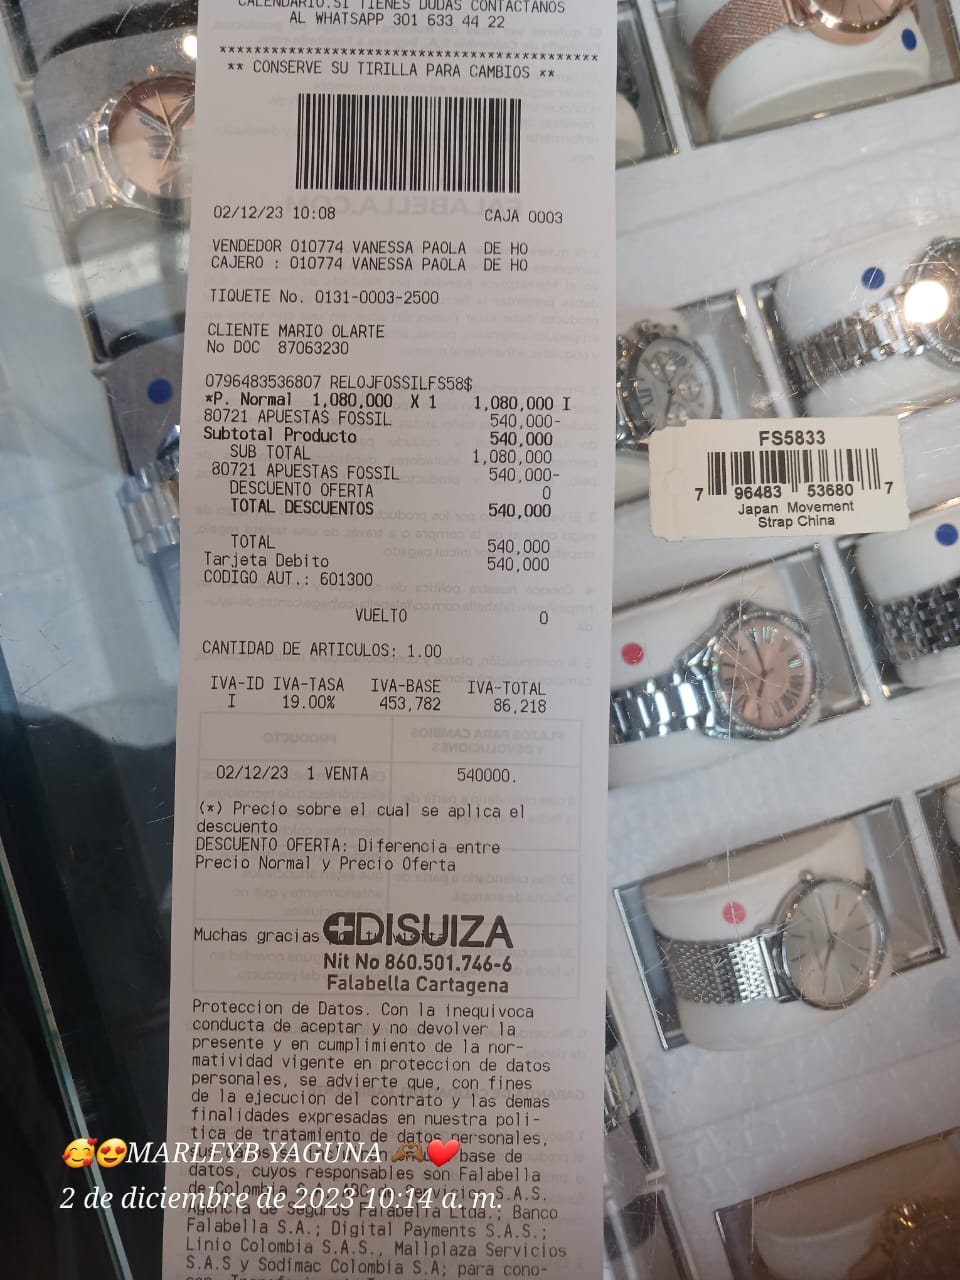 CALENDARIO.SI TIENES DUDAS CONTACTANOS
AL WHATSAPP 301 633 44 22
****************************************
** CONSERVE SU TIRILLA PARA CAMBIOS **
02/12/23 10:08 CAJA 0003
VENDEDOR 010774 VANESSA PAOLA DE HO
CAJERO : 010774 VANESSA PAOLA DE HO
TIQUETE No. 0131-0003-2500
CLIENTE MARIO OLARTE
No DOC 87063230
0796483536807 RELOJFOSSILFS58$
*P. Normal 1,080,000 X 1 1,080,000 I
80721 APUESTAS FOSSIL 540,000-
Subtotal Producto 540,000
SUB TOTAL 1,080,000
80721 APUESTAS FOSSIL 540,000-
DESCUENTO OFERTA 0
TOTAL DESCUENTOS 540,000
TOTAL 540,000
Tarjeta Debito 540,000
CODIGO AUT.: 601300
VUELTO 0
CANTIDAD DE ARTICULOS: 1.00
IVA-ID IVA-TASA IVA-BASE IVA-TOTAL
I 19.00% 453,782 86,218
02/12/23 1 VENTA 540000.
(*) Precio sobre el cual se aplica el
descuento
DESCUENTO OFERTA: Diferencia entre
Precio Normal y Precio Oferta
DISUIZA
Muchas gracias por tu visita
Nit No 860.501.746-6
Falabella Cartagena
Proteccion de Datos. Con la inequivoca
conducta de aceptar y no devolver la
presente y en cumplimiento de la nor-
matividad vigente en proteccion de datos
personales, se advierte que, con fines
de la ejecucion del contrato y las demas
finalidades expresadas en nuestra poli-
tica de tratamiento de datos personales,
base de
datos, cuyos responsables son Falabella
de Colombia S.A.S.
Agencia de Seguros Falabella Ltda.; Banco
Falabella S.A.; Digital Payments S.A.S.;
Linio Colombia S.A.S., Mallplaza Servicios
S.A.S y Sodimac Colombia S.A; para cono-
FS5833
7 96483 53680 7
Japan Movement
Strap China
🥰😍MARLEYB YAGUNA 🫶🏽❤️
2 de diciembre de 2023 10:14 a. m.